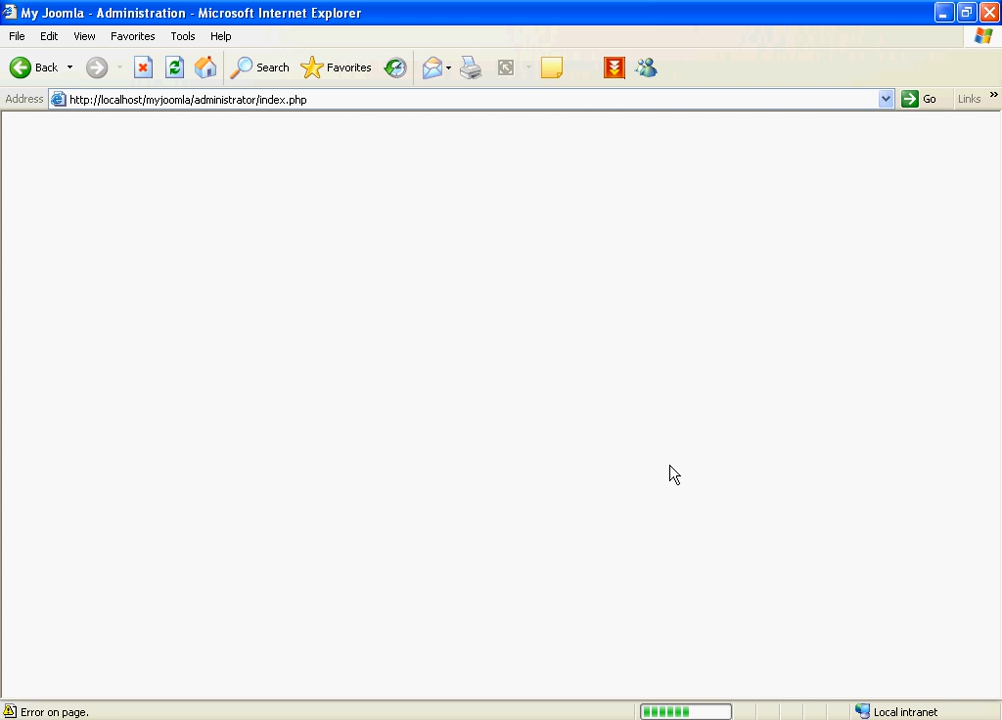 My Joomla - Administration - Microsoft Internet Explorer
File Edit View Favorites Tools Help
Back Search Favorites
Address http://localhost/myjoomla/administrator/index.php Go Links »
Error on page. Local intranet